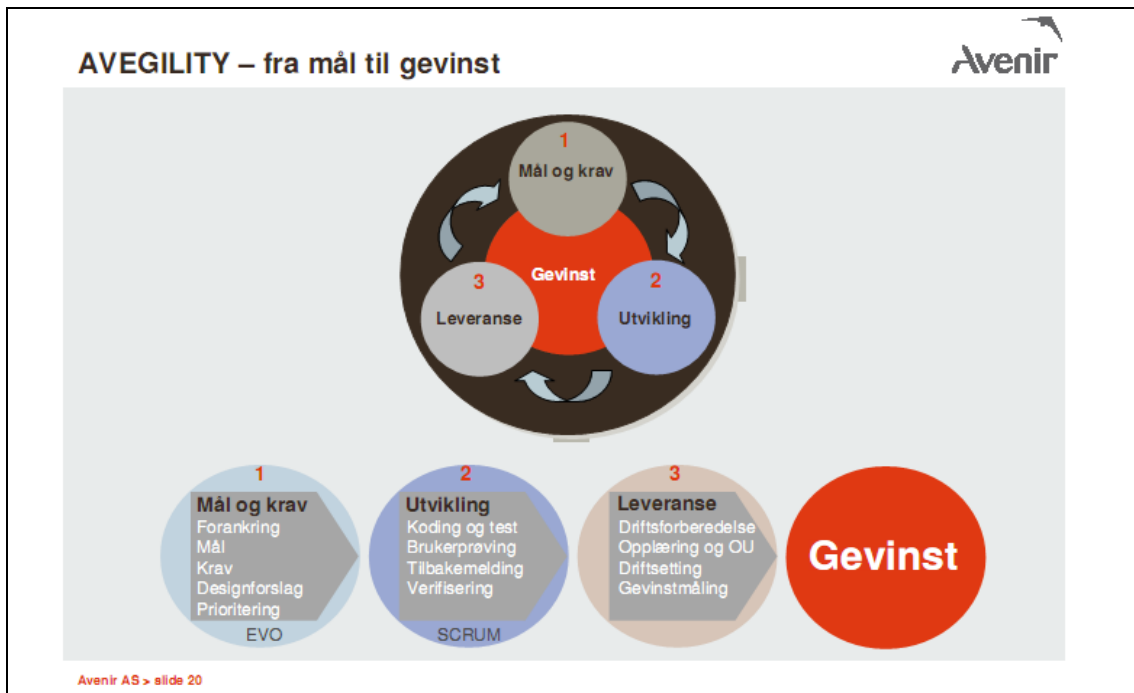 AVEGILITY – fra mål til gevinst
Avenir
1
Mål og krav
Gevinst
3
Leveranse
2
Utvikling
1
Mål og krav
Forankring
Mål
Krav
Designforslag
Prioritering
EVO
2
Utvikling
Koding og test
Brukerprøving
Tilbakemelding
Verifisering
SCRUM
3
Leveranse
Driftsforberedelse
Opplæring og OU
Driftsetting
Gevinstmåling
Gevinst
Avenir AS > slide 20